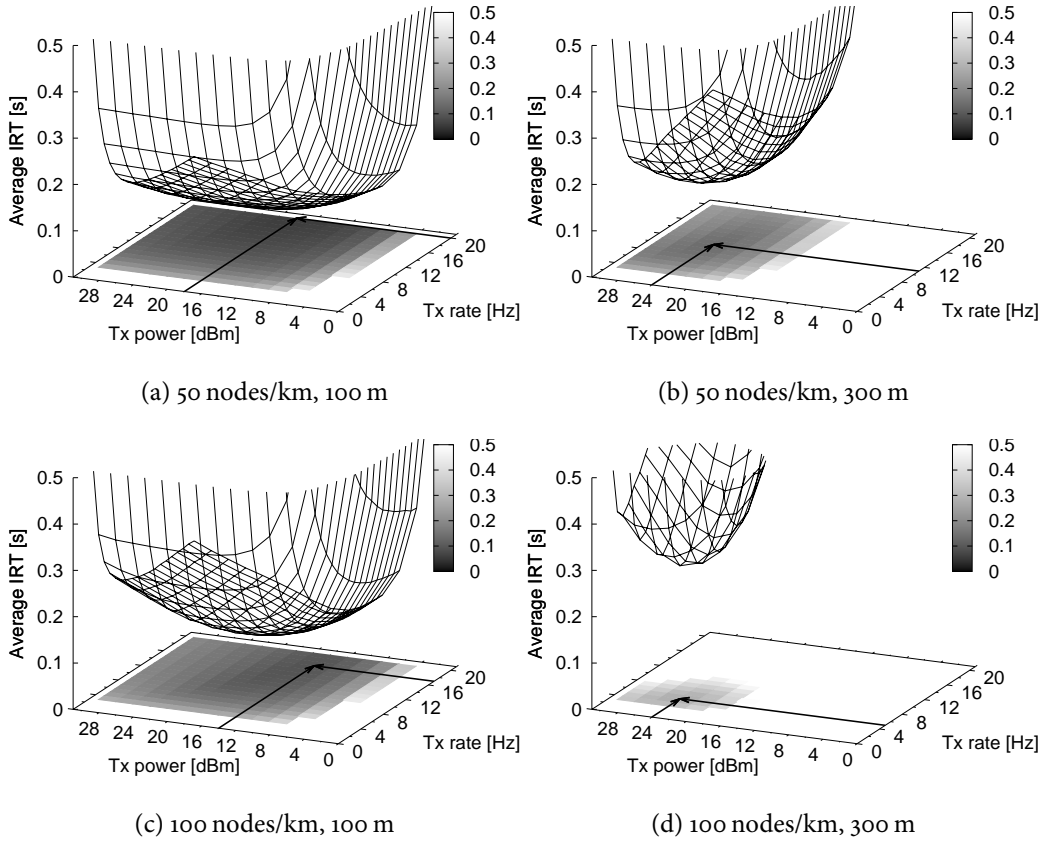 0.5
0.4
0.3
0.2
0.1
0
Average IRT [s]
0.5
0.4
0.3
0.2
0.1
0
28 24 20 16 12 8 4 0
Tx power [dBm]
0 4 8 12 16 20
Tx rate [Hz]
(a) 50 nodes/km, 100 m
0.5
0.4
0.3
0.2
0.1
0
Average IRT [s]
0.5
0.4
0.3
0.2
0.1
0
28 24 20 16 12 8 4 0
Tx power [dBm]
0 4 8 12 16 20
Tx rate [Hz]
(b) 50 nodes/km, 300 m
0.5
0.4
0.3
0.2
0.1
0
Average IRT [s]
0.5
0.4
0.3
0.2
0.1
0
28 24 20 16 12 8 4 0
Tx power [dBm]
0 4 8 12 16 20
Tx rate [Hz]
(c) 100 nodes/km, 100 m
0.5
0.4
0.3
0.2
0.1
0
Average IRT [s]
0.5
0.4
0.3
0.2
0.1
0
28 24 20 16 12 8 4 0
Tx power [dBm]
0 4 8 12 16 20
Tx rate [Hz]
(d) 100 nodes/km, 300 m